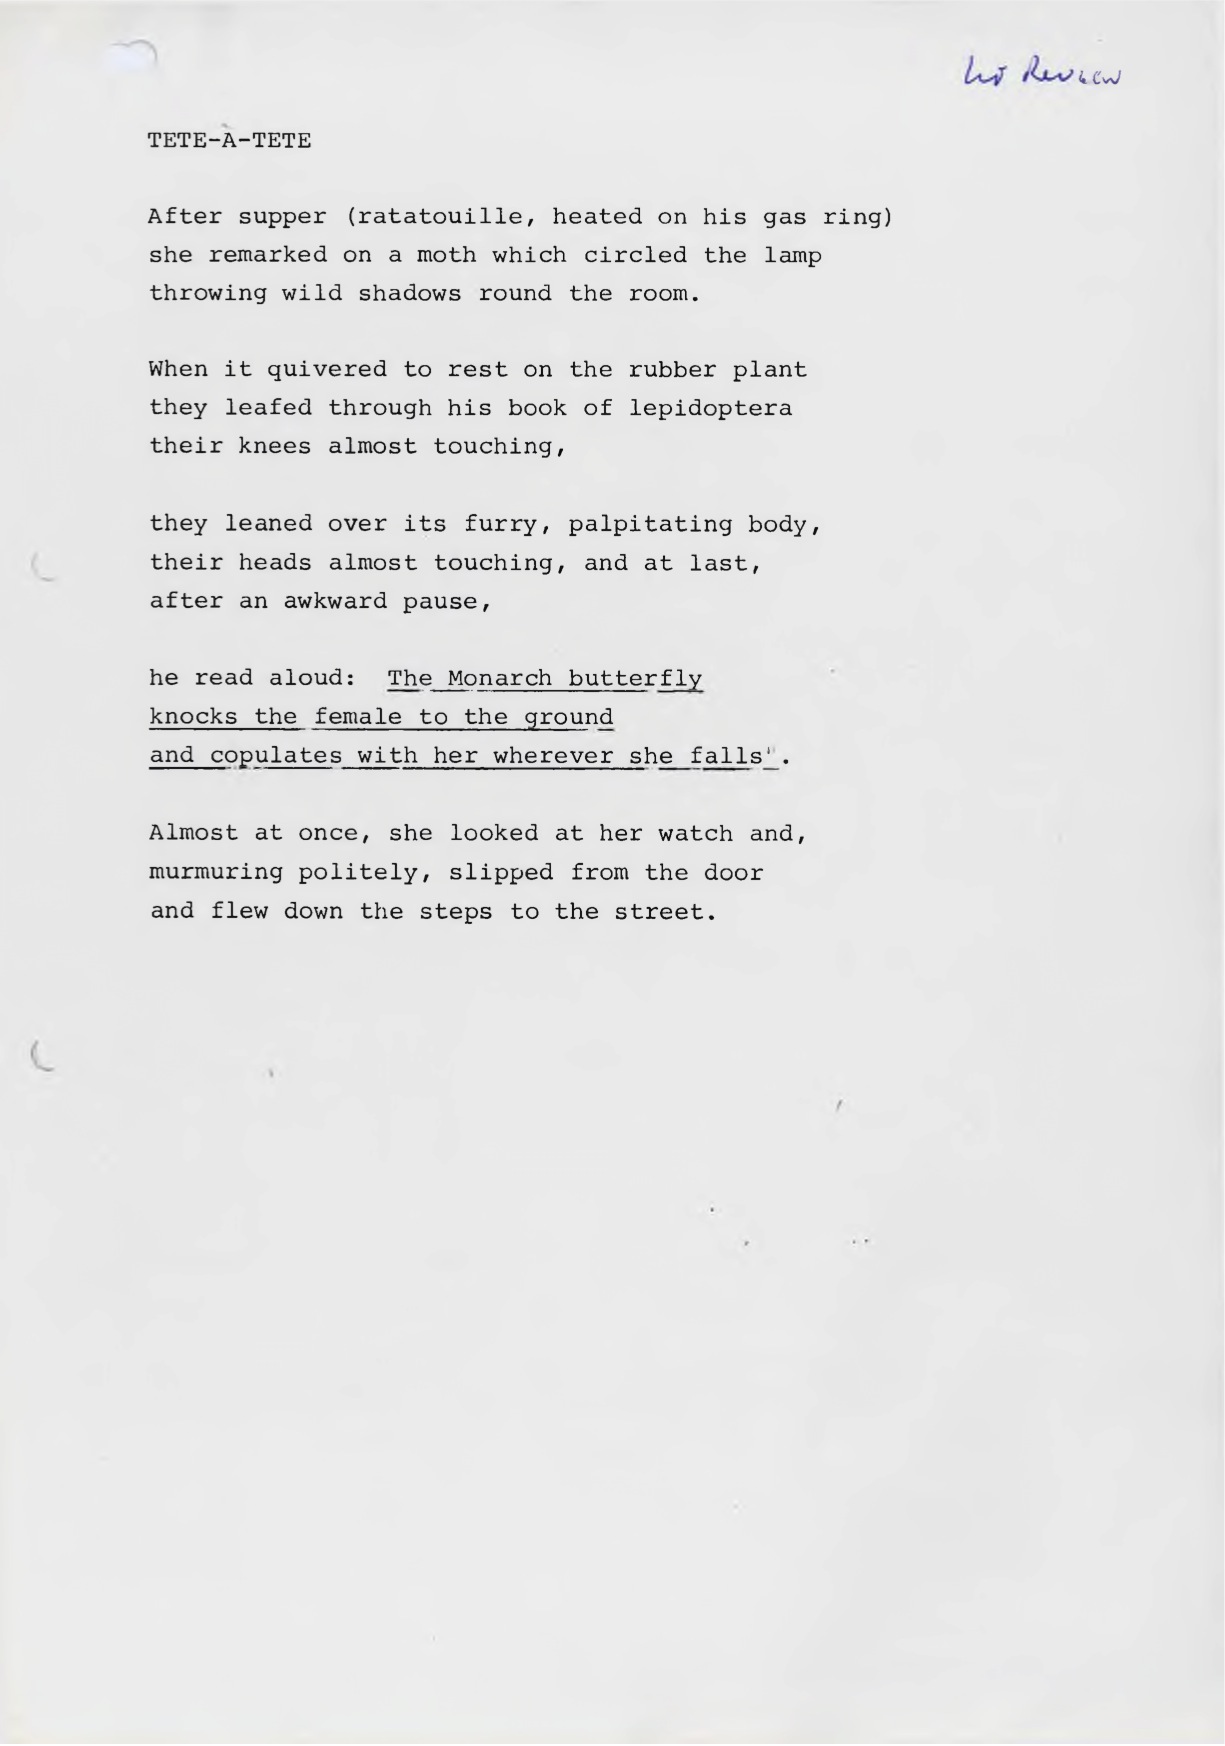 Lit Review
TETE-À-TETE
After supper (ratatouille, heated on his gas ring)
she remarked on a moth which circled the lamp
throwing wild shadows round the room.
When it quivered to rest on the rubber plant
they leafed through his book of lepidoptera
their knees almost touching,
they leaned over its furry, palpitating body,
their heads almost touching, and at last,
after an awkward pause,
he read aloud: The Monarch butterfly
knocks the female to the ground
and copulates with her wherever she falls'.
Almost at once, she looked at her watch and,
murmuring politely, slipped from the door
and flew down the steps to the street.